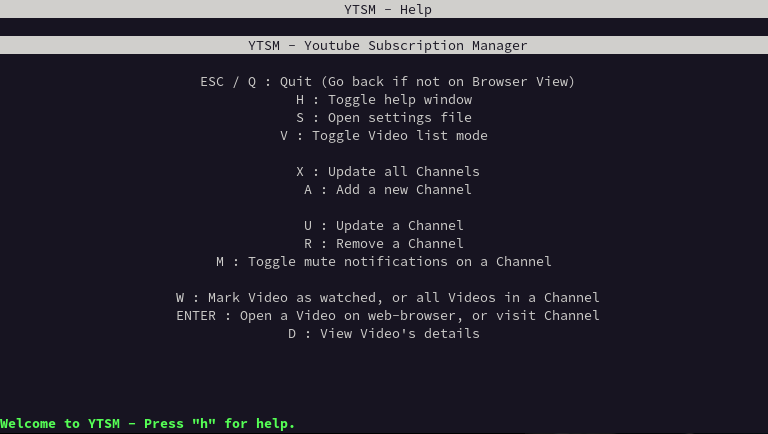 YTSM - Help
YTSM - Youtube Subscription Manager
ESC / Q : Quit (Go back if not on Browser View)
H : Toggle help window
S : Open settings file
V : Toggle Video list mode
X : Update all Channels
A : Add a new Channel
U : Update a Channel
R : Remove a Channel
M : Toggle mute notifications on a Channel
W : Mark Video as watched, or all Videos in a Channel
ENTER : Open a Video on web-browser, or visit Channel
D : View Video's details
Welcome to YTSM - Press "h" for help.